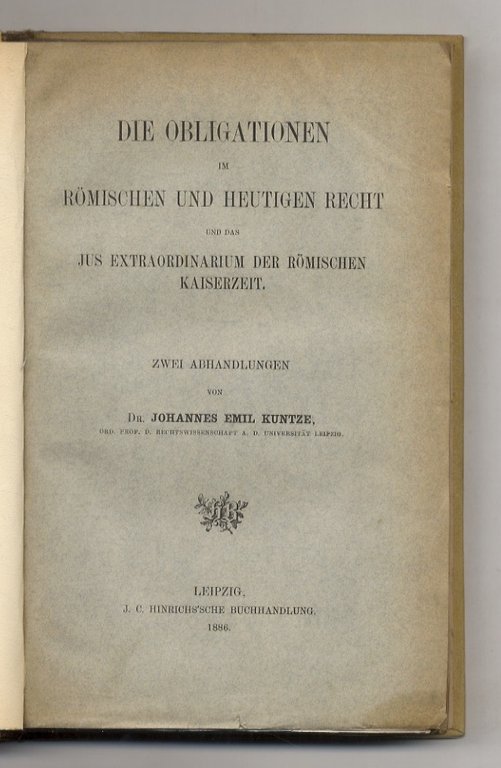 DIE OBLIGATIONEN
IM
RÖMISCHEN UND HEUTIGEN RECHT
UND DAS
JUS EXTRAORDINARIUM DER RÖMISCHEN
KAISERZEIT.
ZWEI ABHANDLUNGEN
VON
DR. JOHANNES EMIL KUNTZE,
ORD. PROF. D. RECHTSWISSENSCHAFT A. D. UNIVERSITÄT LEIPZIG.
LEIPZIG,
J. C. HINRICHS'SCHE BUCHHANDLUNG.
1886.